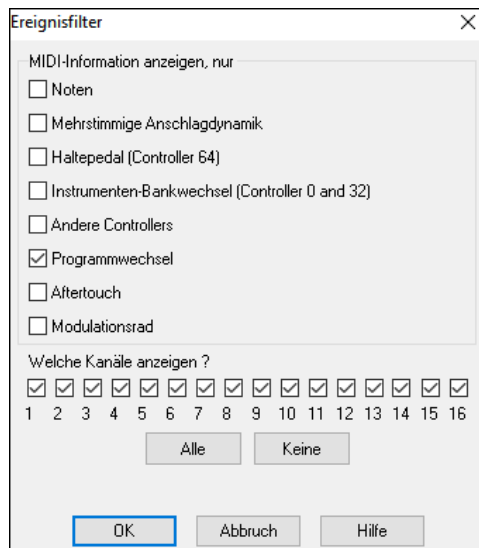 Ereignisfilter
MIDI-Information anzeigen, nur
Noten
Mehrstimmige Anschlagdynamik
Haltepedal (Controller 64)
Instrumenten-Bankwechsel (Controller 0 and 32)
Andere Controllers
Programmwechsel
Aftertouch
Modulationsrad
Welche Kanäle anzeigen ?
1 2 3 4 5 6 7 8 9 10 11 12 13 14 15 16
Alle Keine
OK Abbruch Hilfe